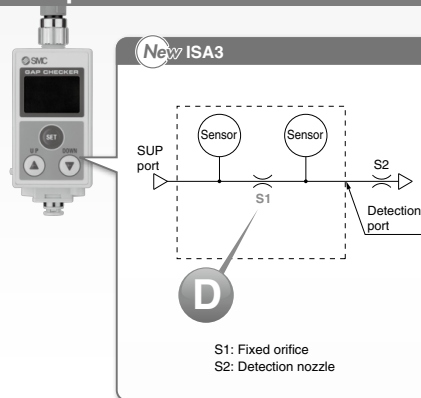 SMC
GAP CHECKER
SET
UP DOWN
New ISA3
Sensor Sensor
SUP
port
S1
S2
Detection
port
D
S1: Fixed orifice
S2: Detection nozzle